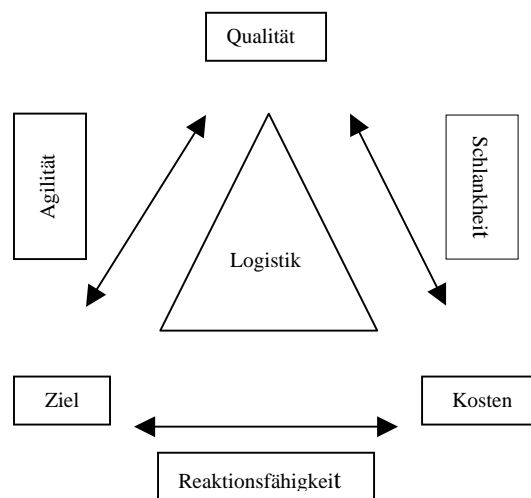 Qualität
Agilität
Schlankheit
Logistik
Ziel
Kosten
Reaktionsfähigkeit